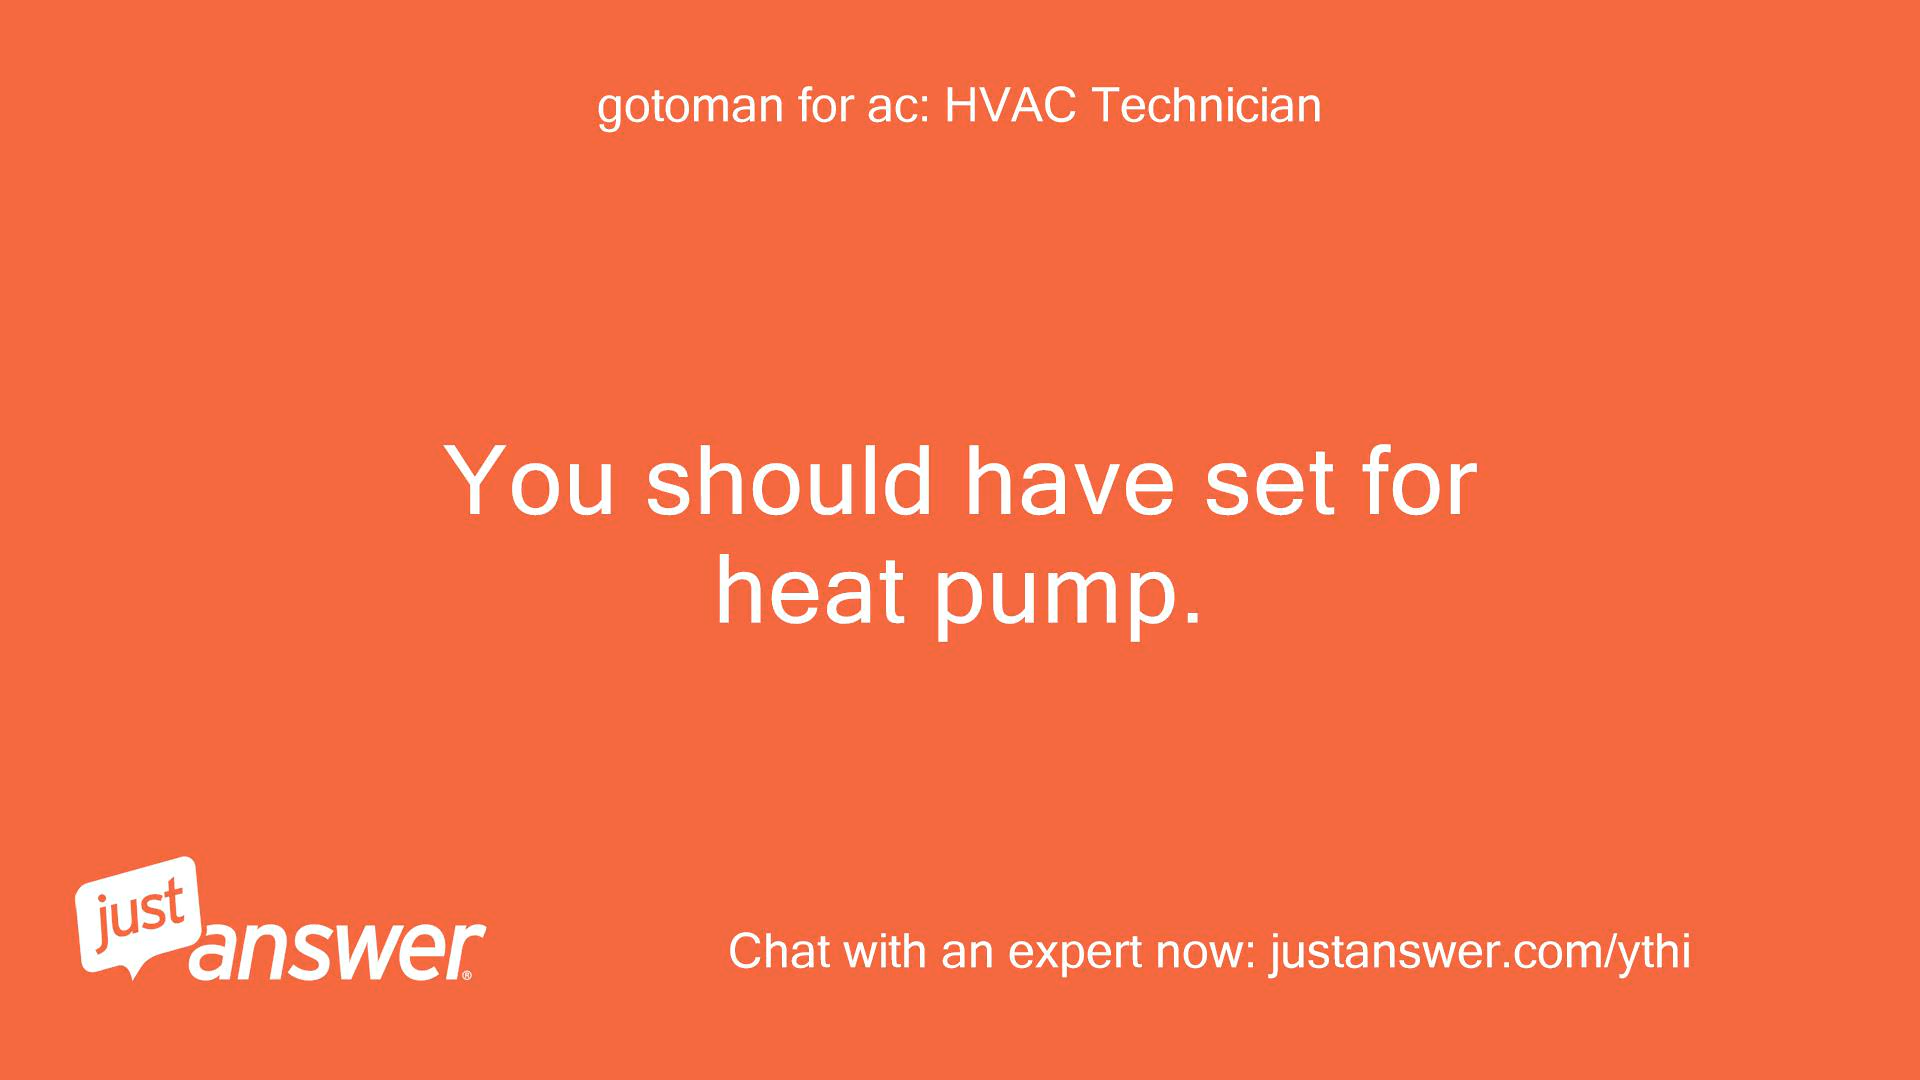 gotoman for ac: HVAC Technician
You should have set for
heat pump.
just
answer®
Chat with an expert now: justanswer.com/ythi